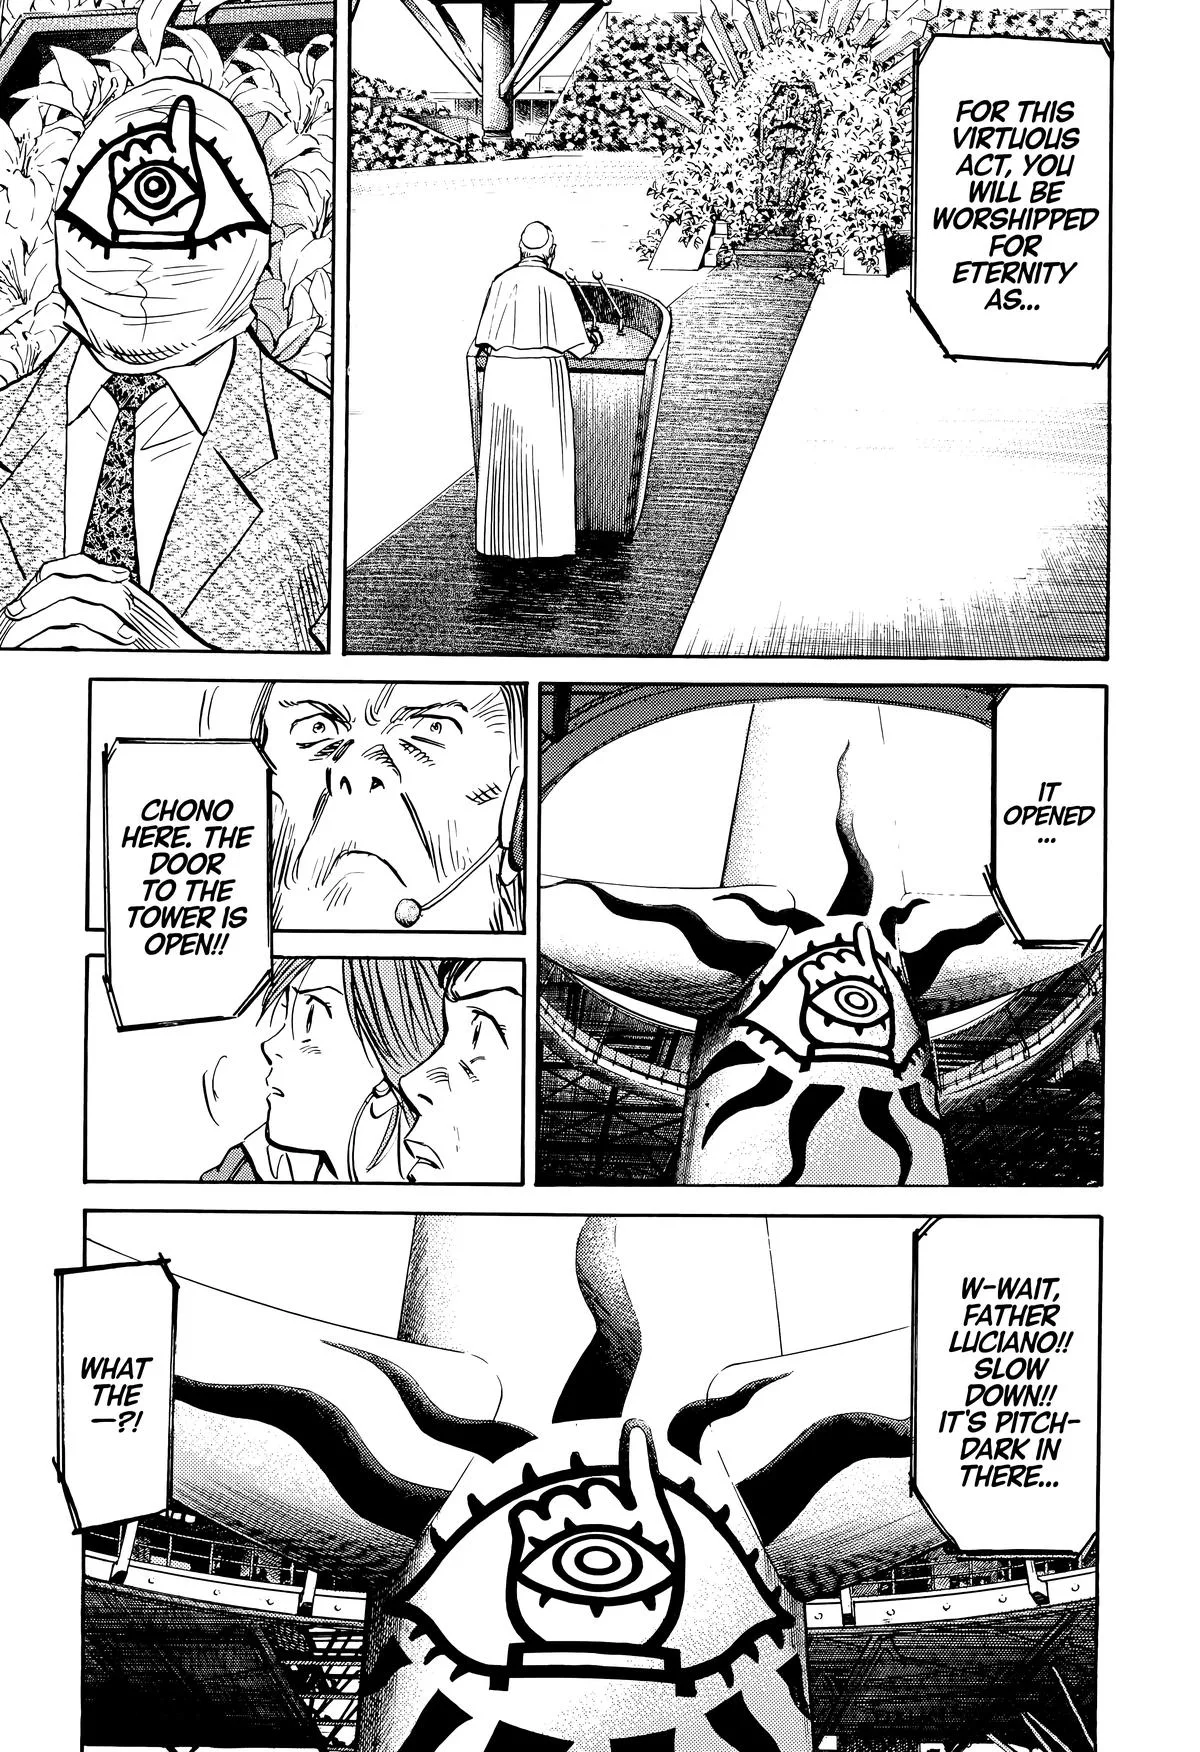 FOR THIS
VIRTUOUS
ACT, YOU
WILL BE
WORSHIPPED
FOR
ETERNITY
AS...
IT
OPENED
...
CHONO
HERE. THE
DOOR
TO THE
TOWER IS
OPEN!!
W-WAIT,
FATHER
LUCIANO!!
SLOW
DOWN!!
IT'S PITCH-
DARK IN
THERE...
WHAT
THE
—?!